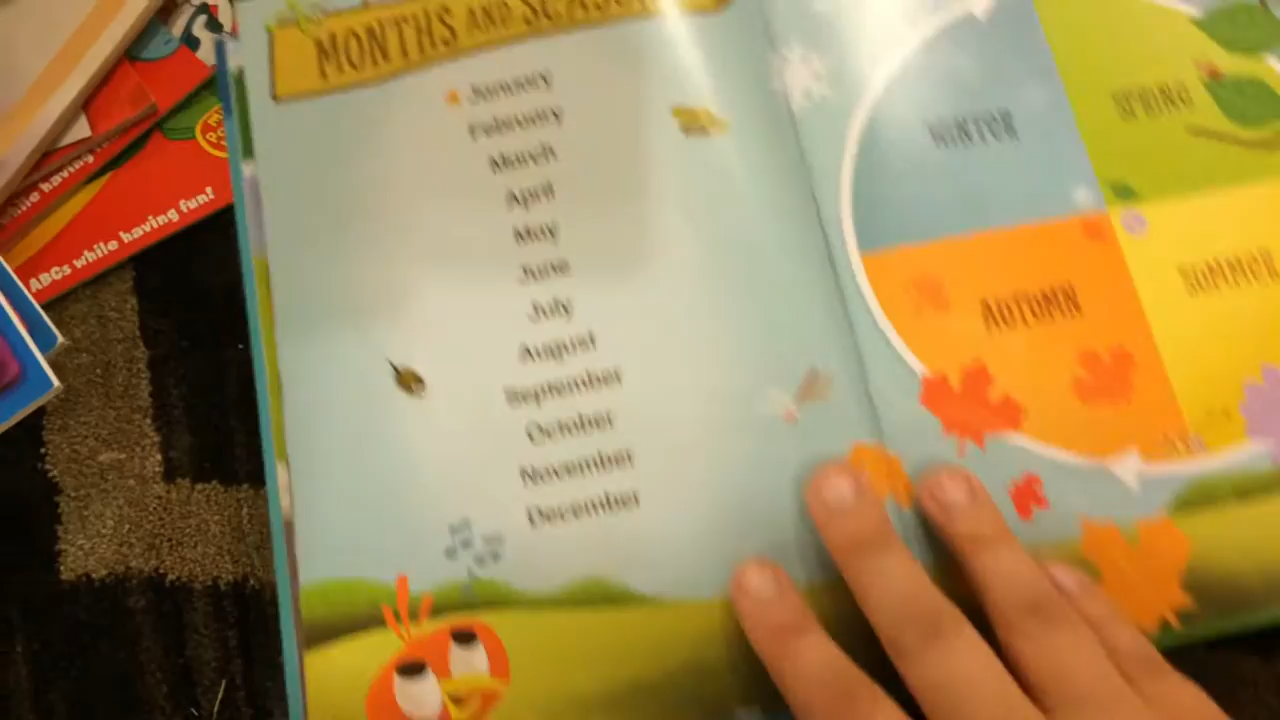 MONTHS AND SEASONS
January
February
March
April
May
June
July
August
September
October
November
December
WINTER
SPRING
AUTUMN
SUMMER
while having
ABCs while having fun!